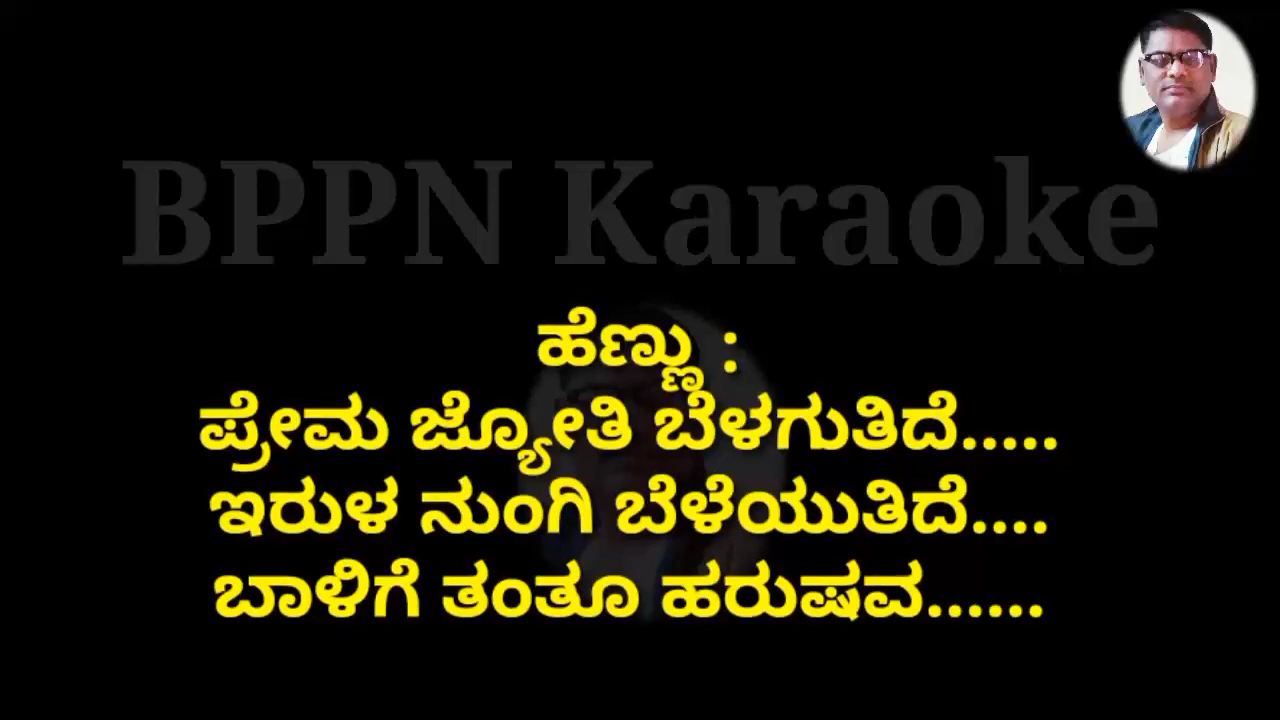 BPPN Karaoke
ಹೆಣ್ಣು :
ಪ್ರೇಮ ಜ್ಯೋತಿ ಬೆಳಗುತಿದೆ.....
ಇರುಳ ನುಂಗಿ ಬೆಳೆಯುತಿದೆ....
ಬಾಳಿಗೆ ತಂತೂ ಹರುಷವ......